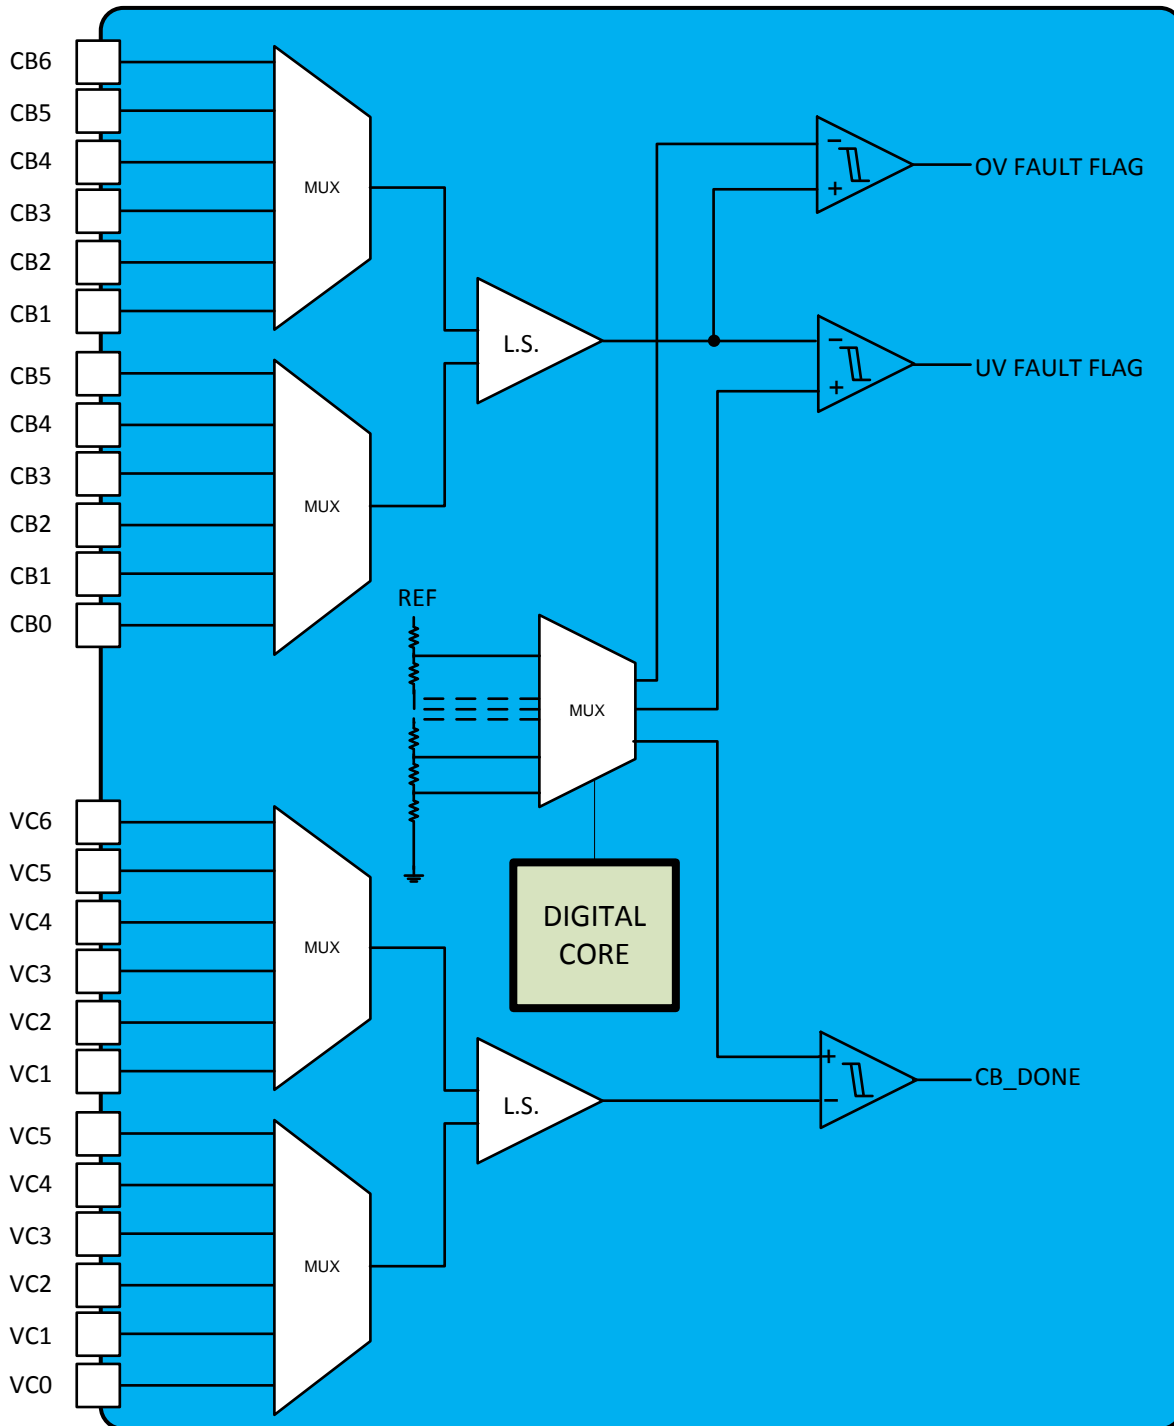 CB6
CB5
CB4
CB3
CB2
CB1
MUX
OV FAULT FLAG
L.S.
UV FAULT FLAG
CB5
CB4
CB3
CB2
CB1
CB0
MUX
REF
MUX
DIGITAL
CORE
VC6
VC5
VC4
VC3
VC2
VC1
MUX
L.S.
CB_DONE
VC5
VC4
VC3
VC2
VC1
VC0
MUX